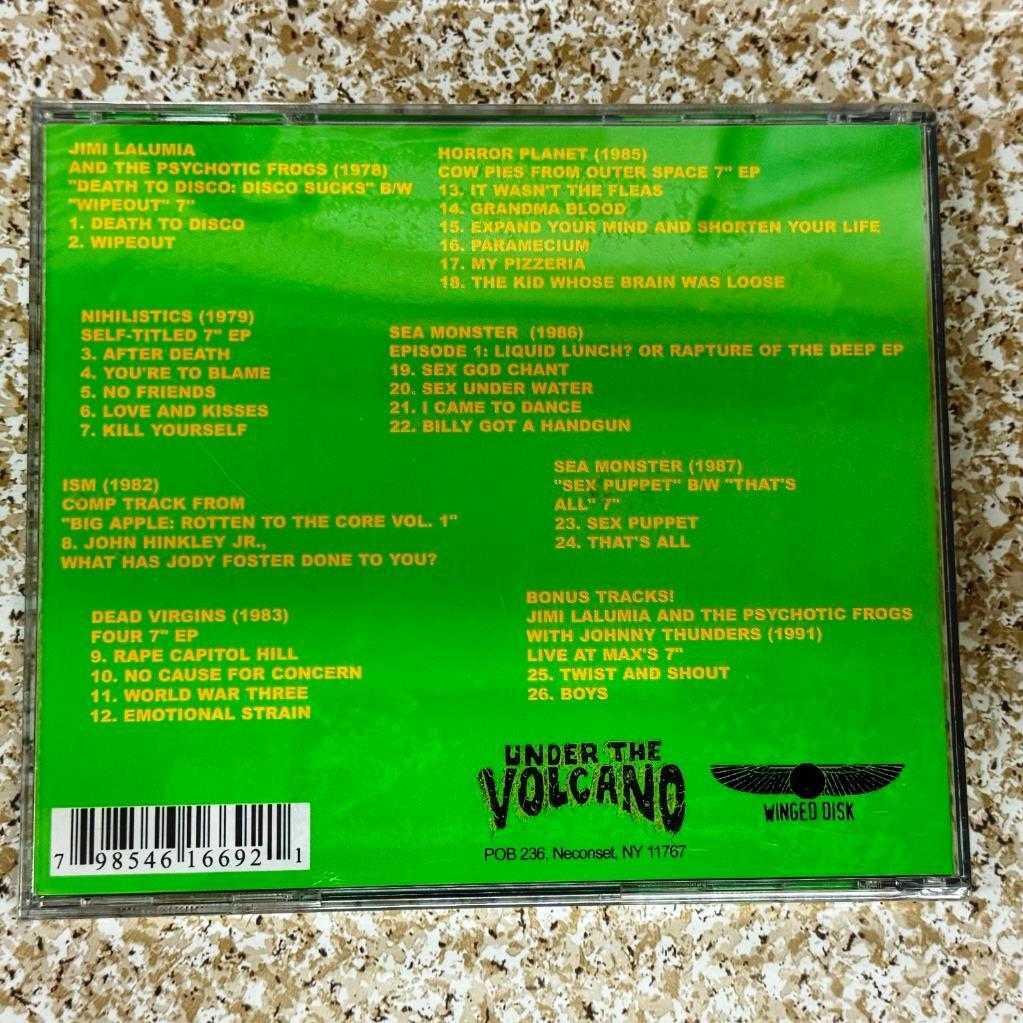 JIMI LALUMIA
AND THE PSYCHOTIC FROGS (1978)
"DEATH TO DISCO: DISCO SUCKS" B/W
"WIPEOUT" 7"
1. DEATH TO DISCO
2. WIPEOUT
NIHILISTICS (1979)
SELF-TITLED 7" EP
3. AFTER DEATH
4. YOU'RE TO BLAME
5. NO FRIENDS
6. LOVE AND KISSES
7. KILL YOURSELF
ISM (1982)
COMP TRACK FROM
"BIG APPLE: ROTTEN TO THE CORE VOL. 1"
8. JOHN HINKLEY JR.,
WHAT HAS JODY FOSTER DONE TO YOU?
DEAD VIRGINS (1983)
FOUR 7" EP
9. RAPE CAPITOL HILL
10. NO CAUSE FOR CONCERN
11. WORLD WAR THREE
12. EMOTIONAL STRAIN
HORROR PLANET (1985)
COW PIES FROM OUTER SPACE 7" EP
13. IT WASN'T THE FLEAS
14. GRANDMA BLOOD
15. EXPAND YOUR MIND AND SHORTEN YOUR LIFE
16. PARAMECIUM
17. MY PIZZERIA
18. THE KID WHOSE BRAIN WAS LOOSE
SEA MONSTER (1986)
EPISODE 1: LIQUID LUNCH? OR RAPTURE OF THE DEEP EP
19. SEX GOD CHANT
20. SEX UNDER WATER
21. I CAME TO DANCE
22. BILLY GOT A HANDGUN
SEA MONSTER (1987)
"SEX PUPPET" B/W "THAT'S
ALL" 7"
23. SEX PUPPET
24. THAT'S ALL
BONUS TRACKS!
JIMI LALUMIA AND THE PSYCHOTIC FROGS
WITH JOHNNY THUNDERS (1991)
LIVE AT MAX'S 7"
25. TWIST AND SHOUT
26. BOYS
UNDER THE
VOLCANO
POB 236, Neconset, NY 11767
WINGED DISK
7 98546 16692 1